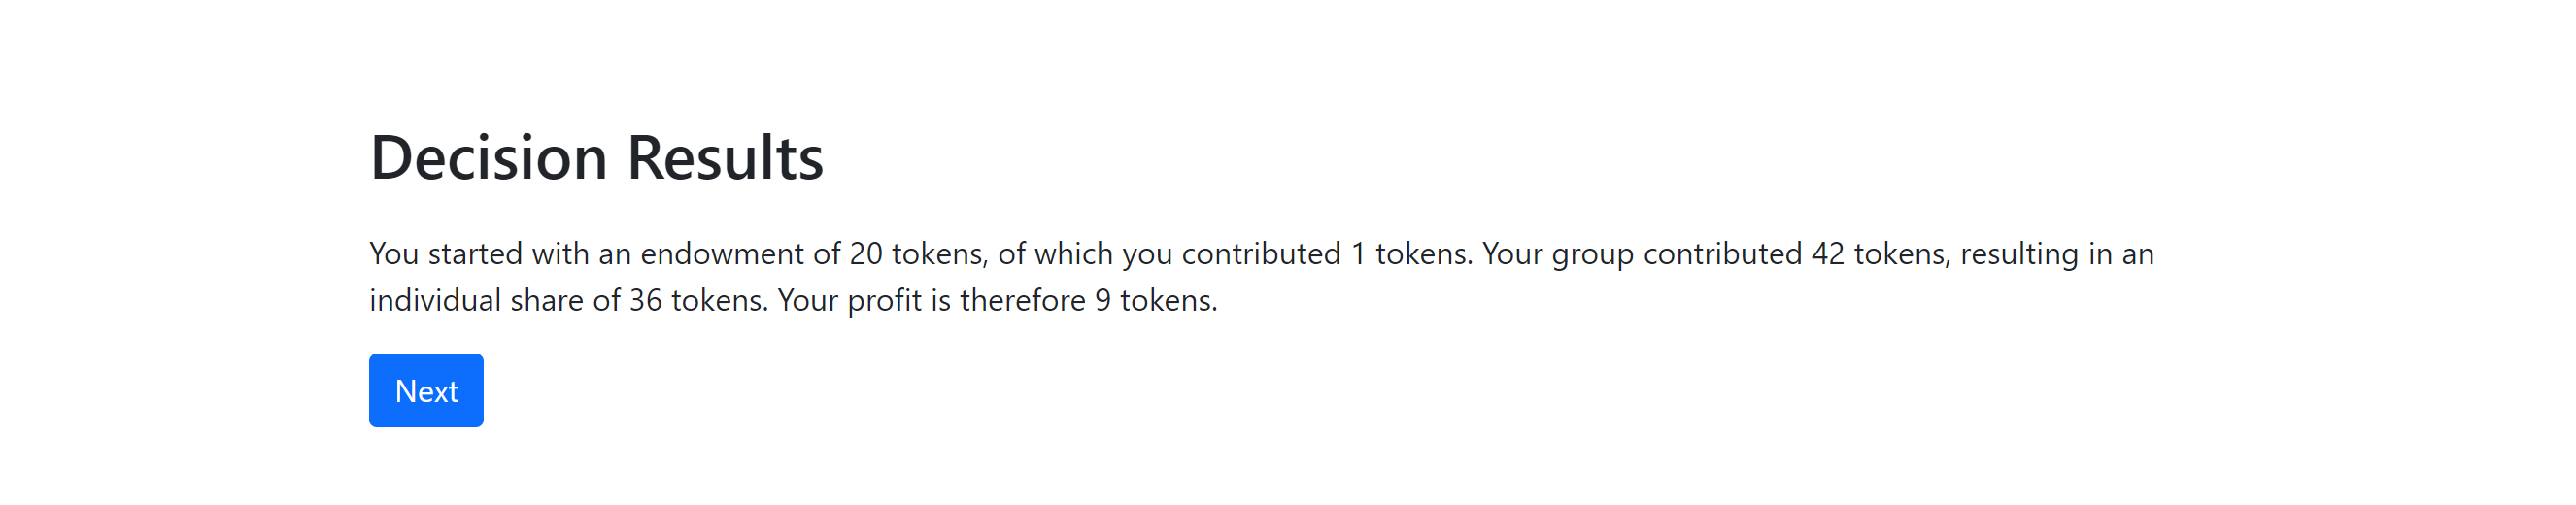 Decision Results
You started with an endowment of 20 tokens, of which you contributed 1 tokens. Your group contributed 42 tokens, resulting in an
individual share of 36 tokens. Your profit is therefore 9 tokens.
Next